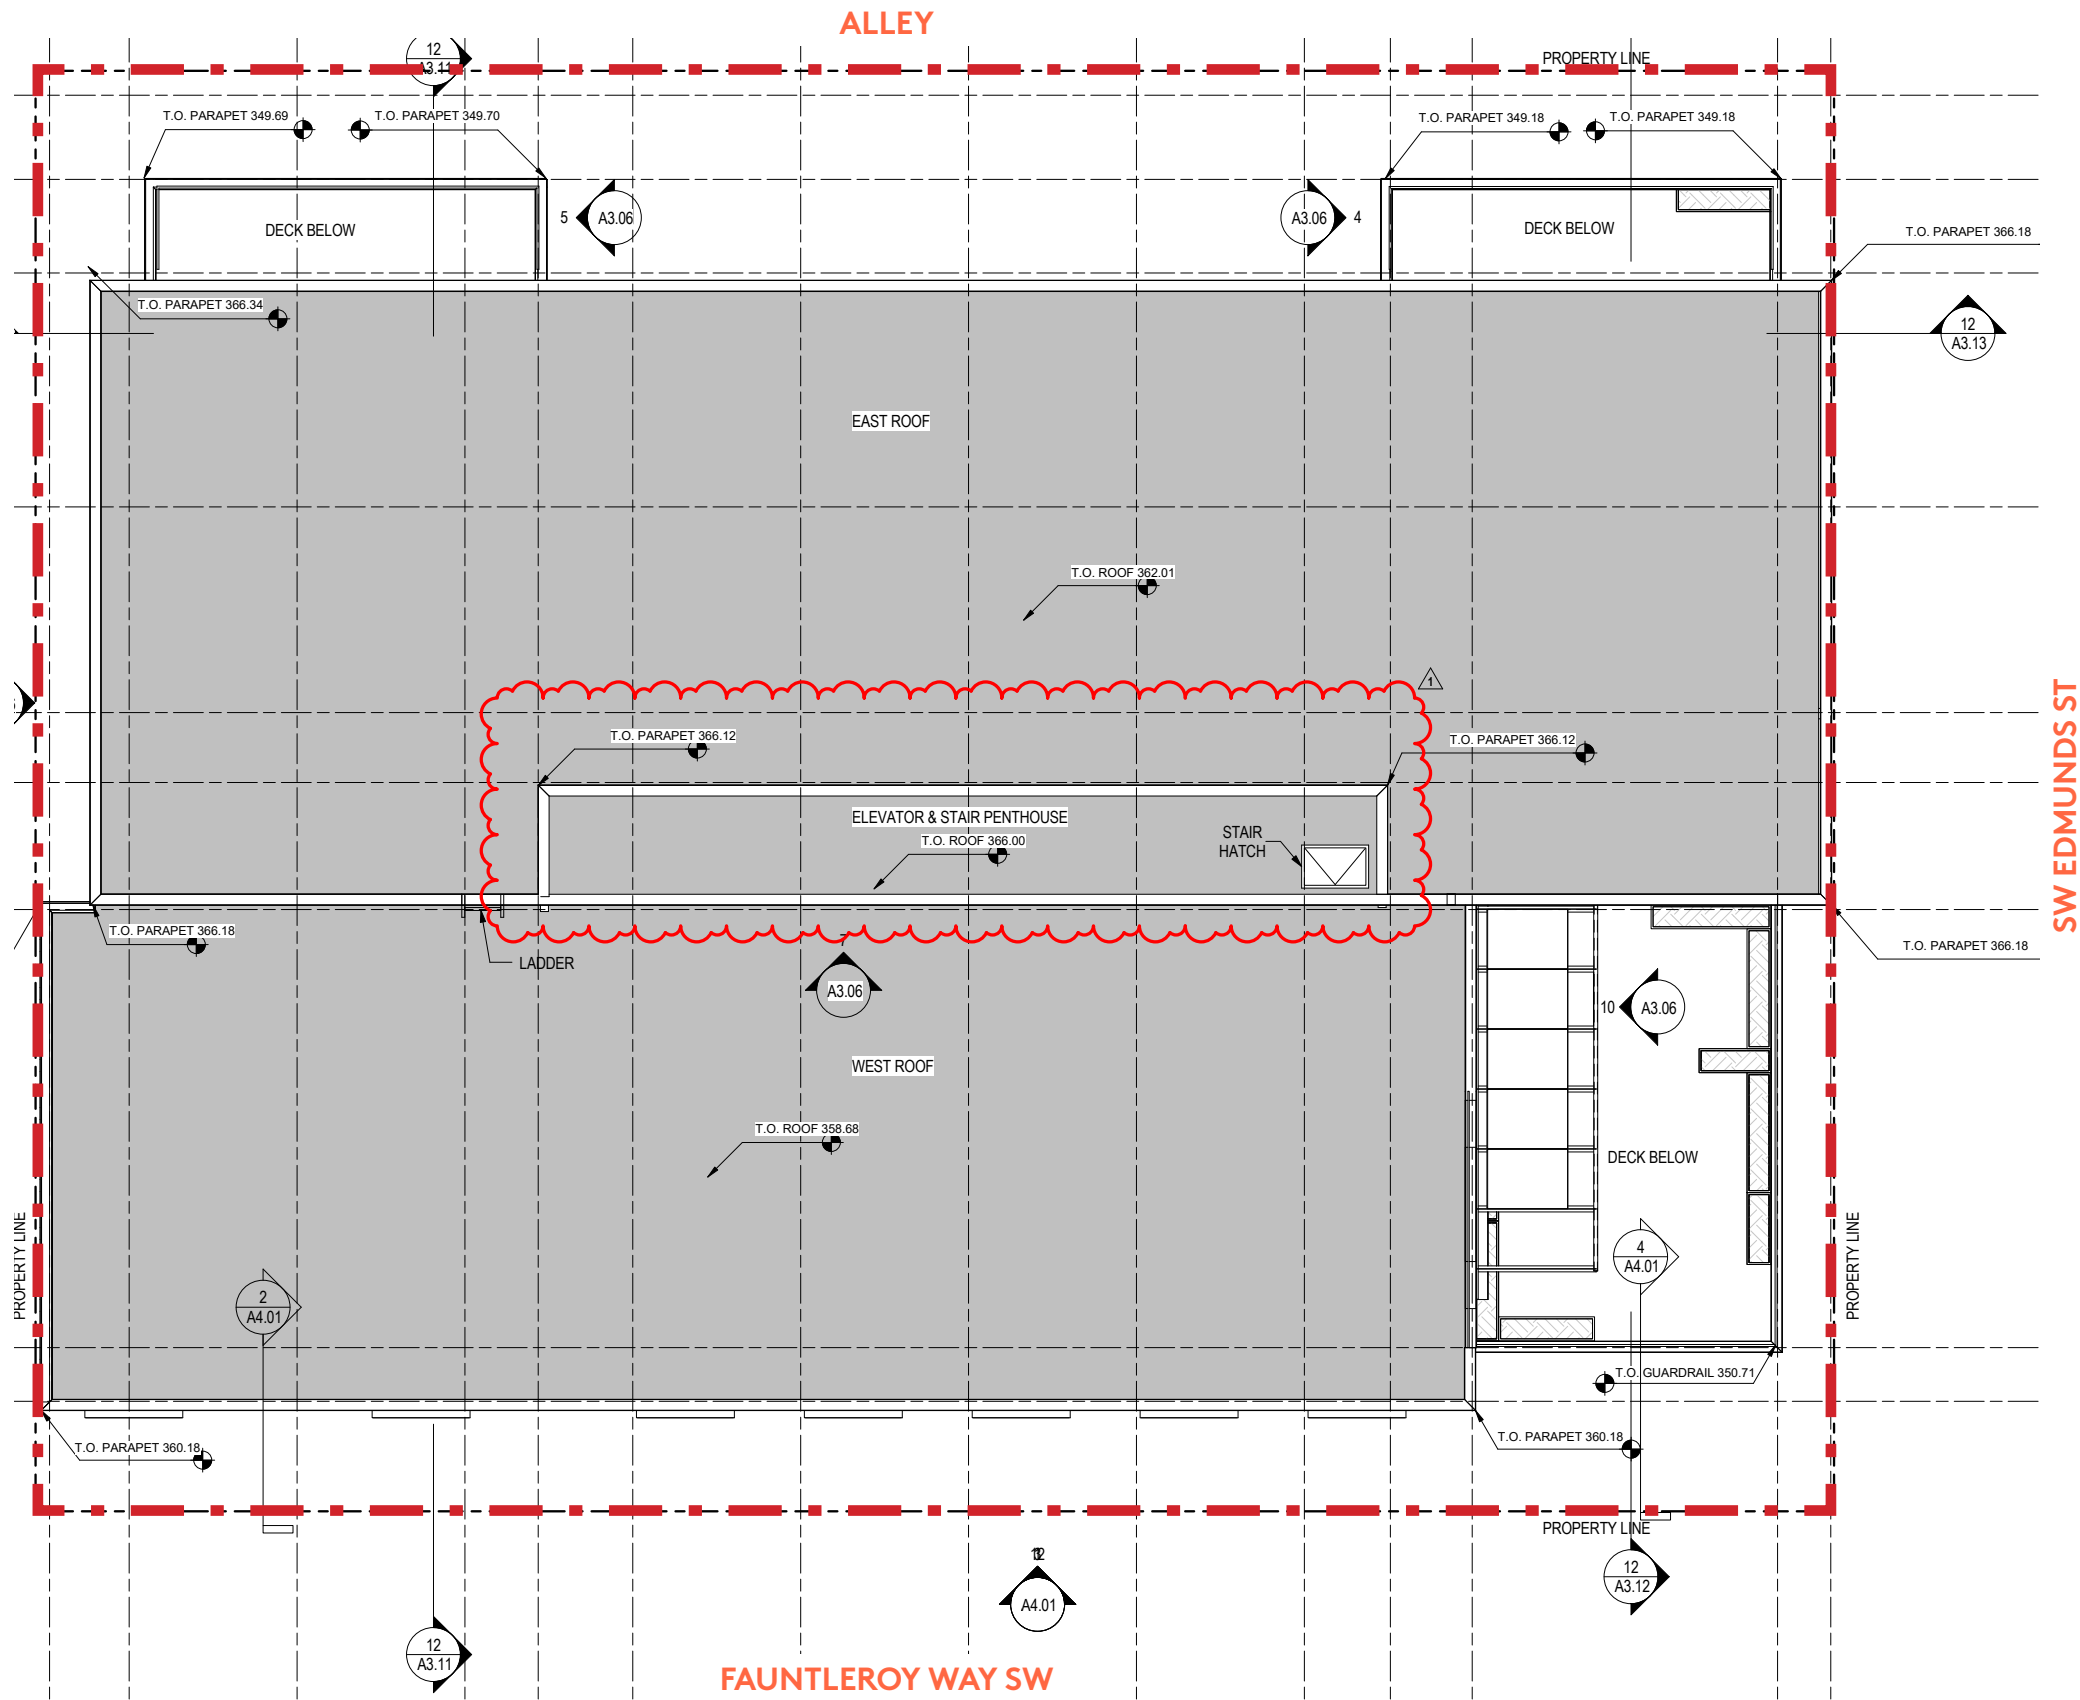 ALLEY
12
A3.11
PROPERTY LINE
T.O. PARAPET 349.69
T.O. PARAPET 349.70
T.O. PARAPET 349.18
T.O. PARAPET 349.18
DECK BELOW
5
A3.06
A3.06
4
DECK BELOW
T.O. PARAPET 366.18
T.O. PARAPET 366.34
12
A3.13
EAST ROOF
T.O. ROOF 362.01
1
T.O. PARAPET 366.12
T.O. PARAPET 366.12
SW EDMUNDS ST
ELEVATOR & STAIR PENTHOUSE
T.O. ROOF 366.00
STAIR
HATCH
T.O. PARAPET 366.18
LADDER
7
A3.06
T.O. PARAPET 366.18
10
A3.06
WEST ROOF
T.O. ROOF 358.68
DECK BELOW
PROPERTY LINE
PROPERTY LINE
2
A4.01
4
A4.01
T.O. GUARDRAIL 350.71
T.O. PARAPET 360.18
T.O. PARAPET 360.18
PROPERTY LINE
A4.01
12
A3.12
12
A3.11
FAUNTLEROY WAY SW